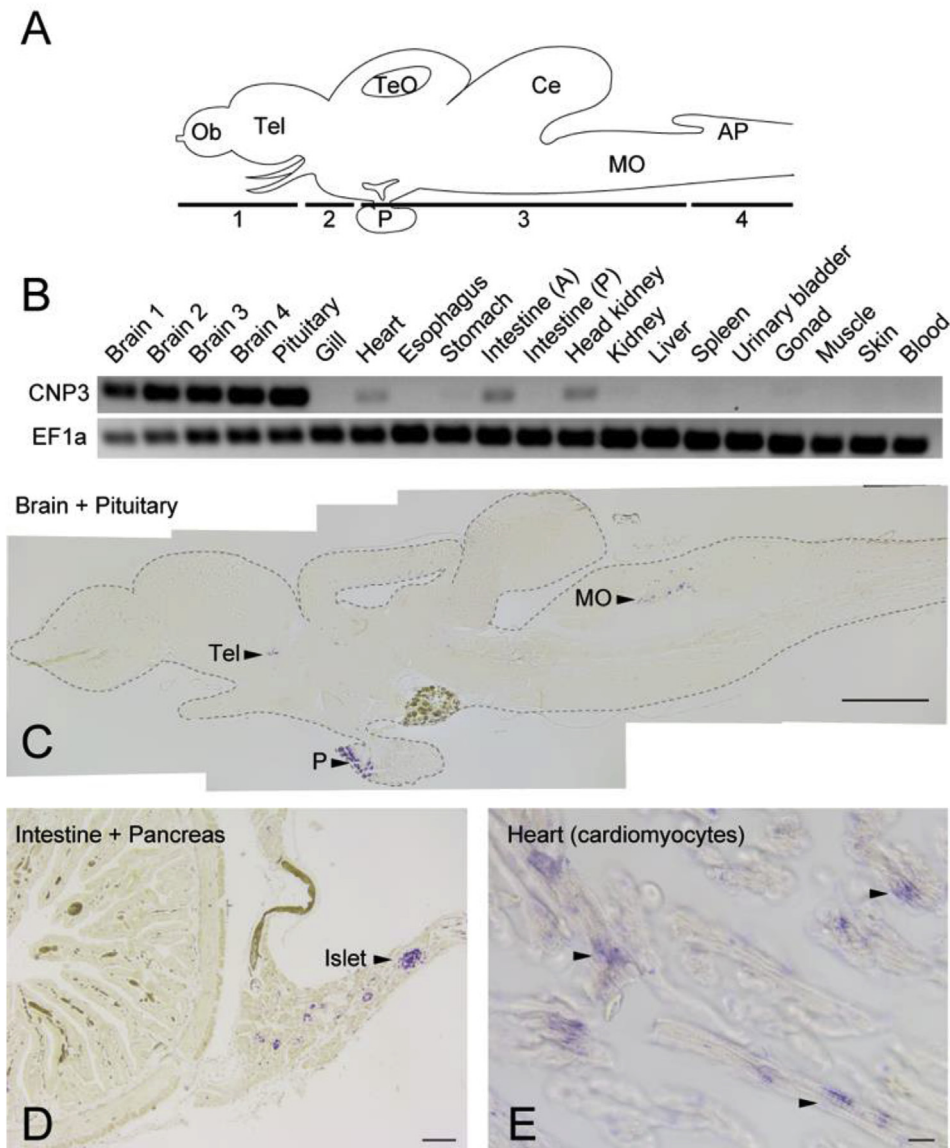 A
Ob
Tel
TeO
Ce
AP
MO
P
1
2
3
4
B
Brain 1
Brain 2
Brain 3
Brain 4
Pituitary
Gill
Heart
Esophagus
Stomach
Intestine (A)
Intestine (P)
Head kidney
Kidney
Liver
Spleen
Urinary bladder
Gonad
Muscle
Skin
Blood
CNP3
EF1a
Brain + Pituitary
MO
Tel
P
C
Intestine + Pancreas
Islet
D
Heart (cardiomyocytes)
E